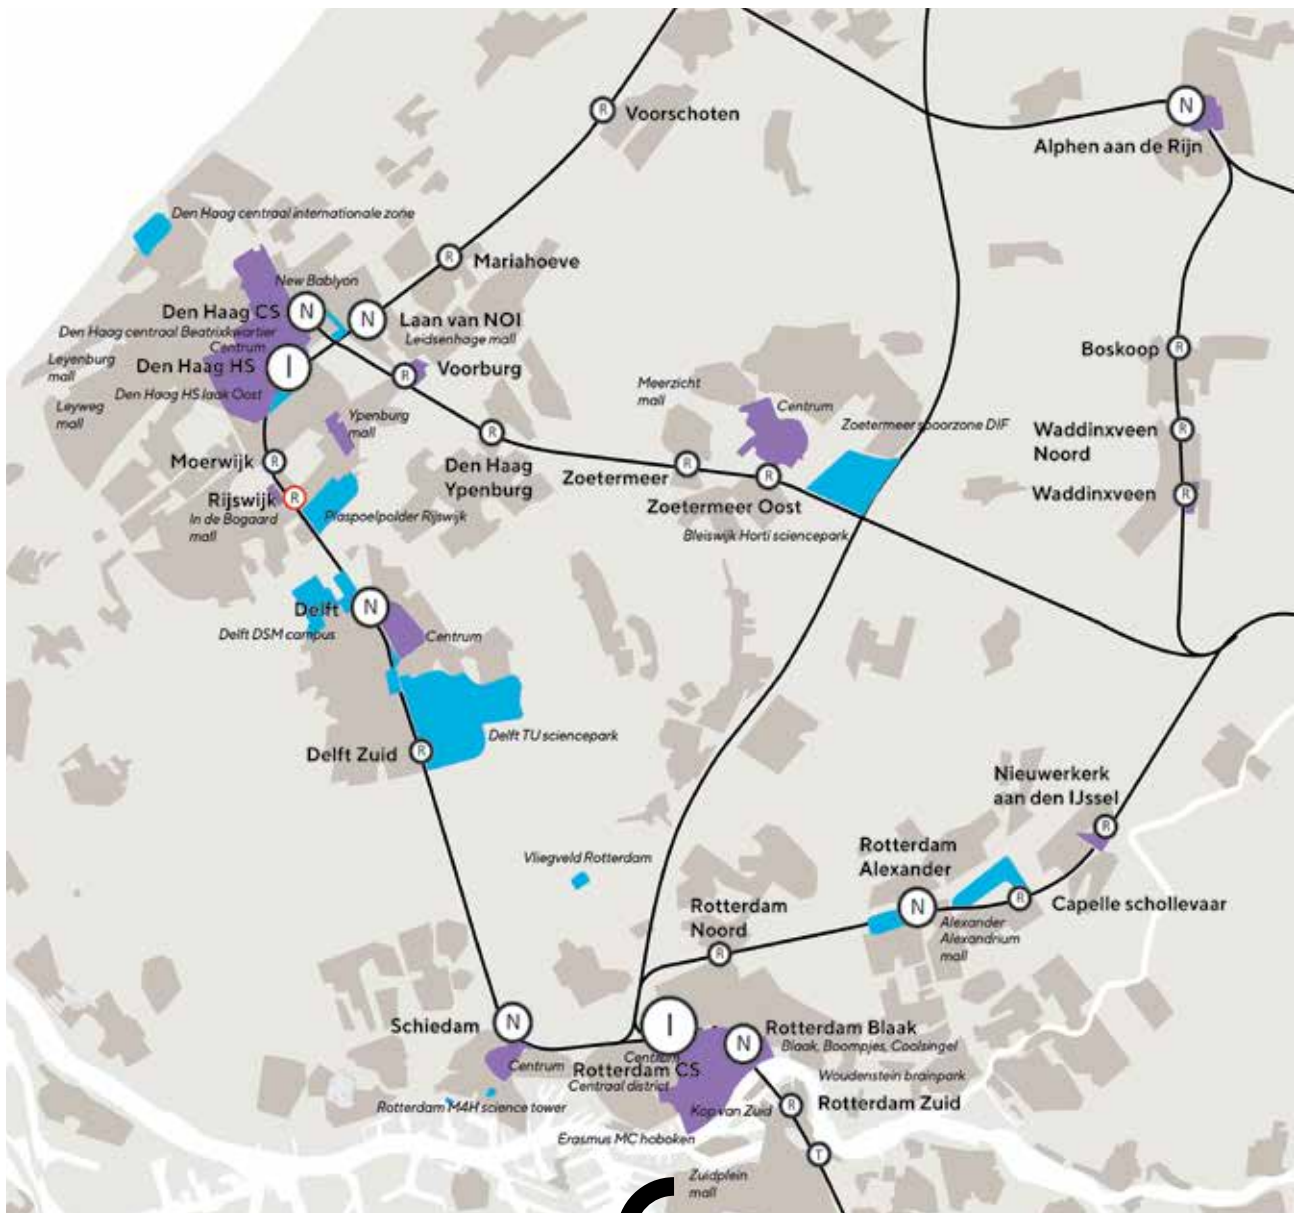 Voorschoten
R
N
Alphen aan de Rijn
Den Haag centraal internationale zone
R
Mariahoeve
New Bablyon
Den Haag CS
N
N
Laan van NOI
Den Haag centraal Beatrixkwartier
Leidsenhage mall
Centrum
Leyenburg
mall
Den Haag HS
I
R
Voorburg
Boskoop
R
Den Haag HS laak Oost
Leyweg
mall
Ypenburg
mall
Meerzicht
mall
Centrum
Zoetermeer spoorzone DIF
Waddinxveen
Noord
R
R
Den Haag
Ypenburg
Moerwijk
R
Zoetermeer
R
R
Zoetermeer Oost
Waddinxveen
R
Rijswijk
R
In de Bogaard
mall
Plaspoelpolder Rijswijk
Bleiswijk Horti sciencepark
Delft
N
Delft DSM campus
Centrum
Delft TU sciencepark
Delft Zuid
R
Nieuwerkerk
aan den IJssel
R
Rotterdam
Alexander
N
Vliegveld Rotterdam
Rotterdam
Noord
R
R
Capelle schollevaar
Alexander
Alexandrium
mall
Schiedam
N
I
N
Rotterdam Blaak
Blaak, Boompjes, Coolsingel
Centrum
Centrum
Rotterdam CS
Centraal district
Woudenstein brainpark
Rotterdam M4H science tower
Kop van Zuid
R
Rotterdam Zuid
Erasmus MC hoboken
T
Zuidplein
mall